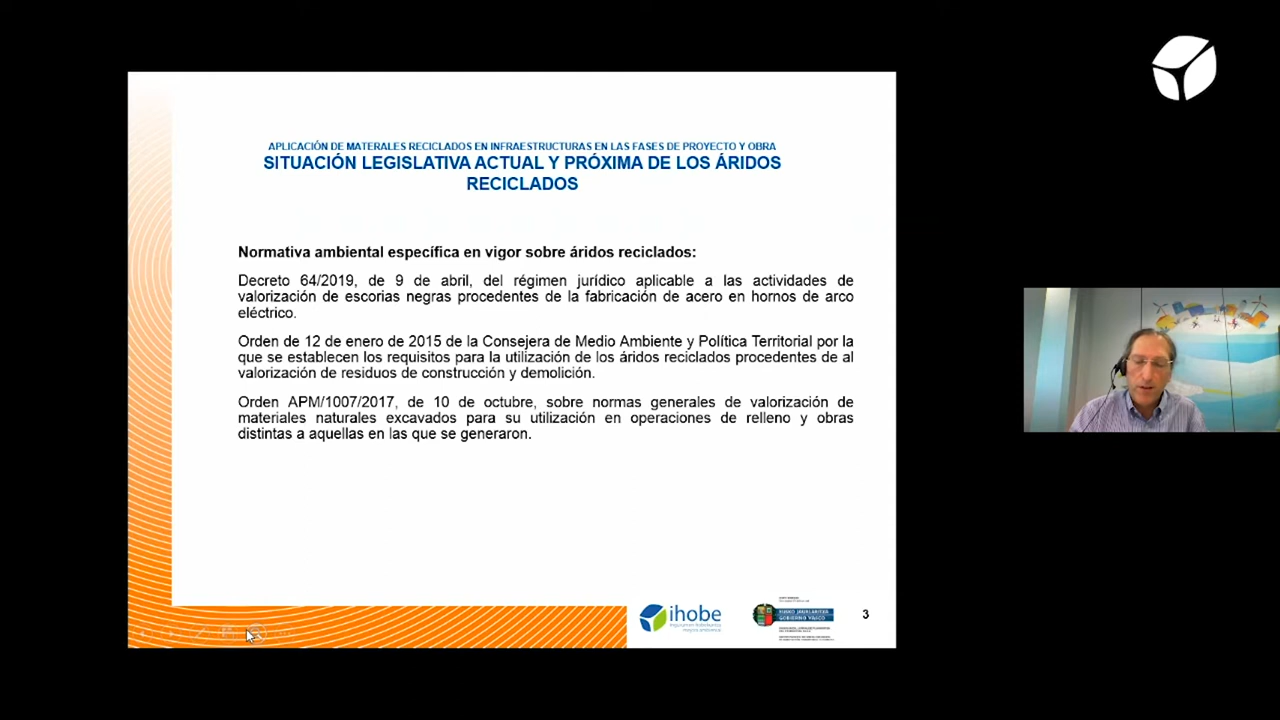 APLICACIÓN DE MATERALES RECICLADOS EN INFRAESTRUCTURAS EN LAS FASES DE PROYECTO Y OBRA
SITUACIÓN LEGISLATIVA ACTUAL Y PRÓXIMA DE LOS ÁRIDOS
RECICLADOS
Normativa ambiental específica en vigor sobre áridos reciclados:
Decreto 64/2019, de 9 de abril, del régimen jurídico aplicable a las actividades de
valorización de escorias negras procedentes de la fabricación de acero en hornos de arco
eléctrico.
Orden de 12 de enero de 2015 de la Consejera de Medio Ambiente y Política Territorial por la
que se establecen los requisitos para la utilización de los áridos reciclados procedentes de al
valorización de residuos de construcción y demolición.
Orden APM/1007/2017, de 10 de octubre, sobre normas generales de valorización de
materiales naturales excavados para su utilización en operaciones de relleno y obras
distintas a aquellas en las que se generaron.
ihobe
EUSKO JAURLARITZA
GOBIERNO VASCO
3